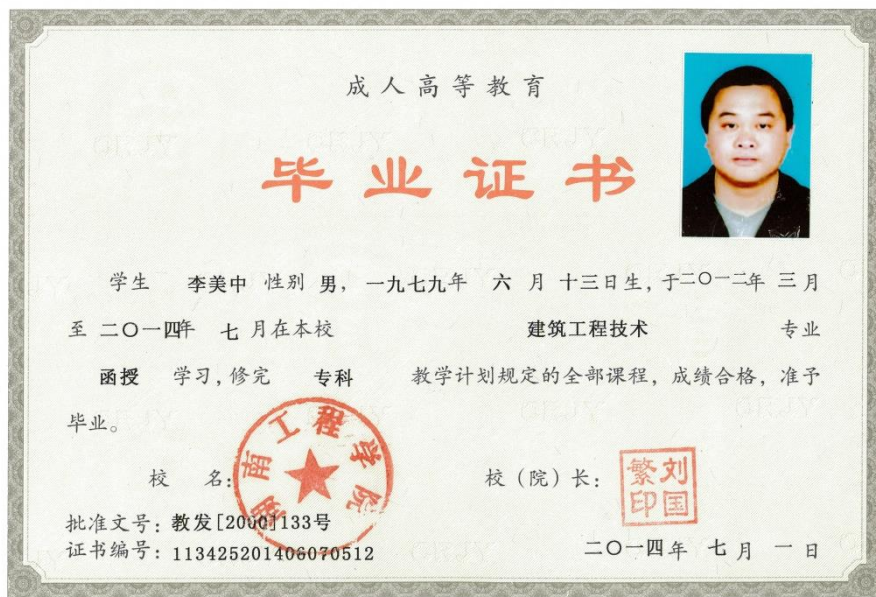 成人高等教育
毕业证书
学生 李美中 性别 男，一九七九年 六 月 十三日生，于二〇一二年 三月
至 二〇一四年 七 月在本校 建筑工程技术 专业
函授 学习，修完 专科 教学计划规定的全部课程，成绩合格，准予
毕业。
校 名：
湖南工程学院
校（院）长：
刘国繁印
批准文号：教发[2000]133号
证书编号：113425201406070512
二〇一四年 七 月 一 日